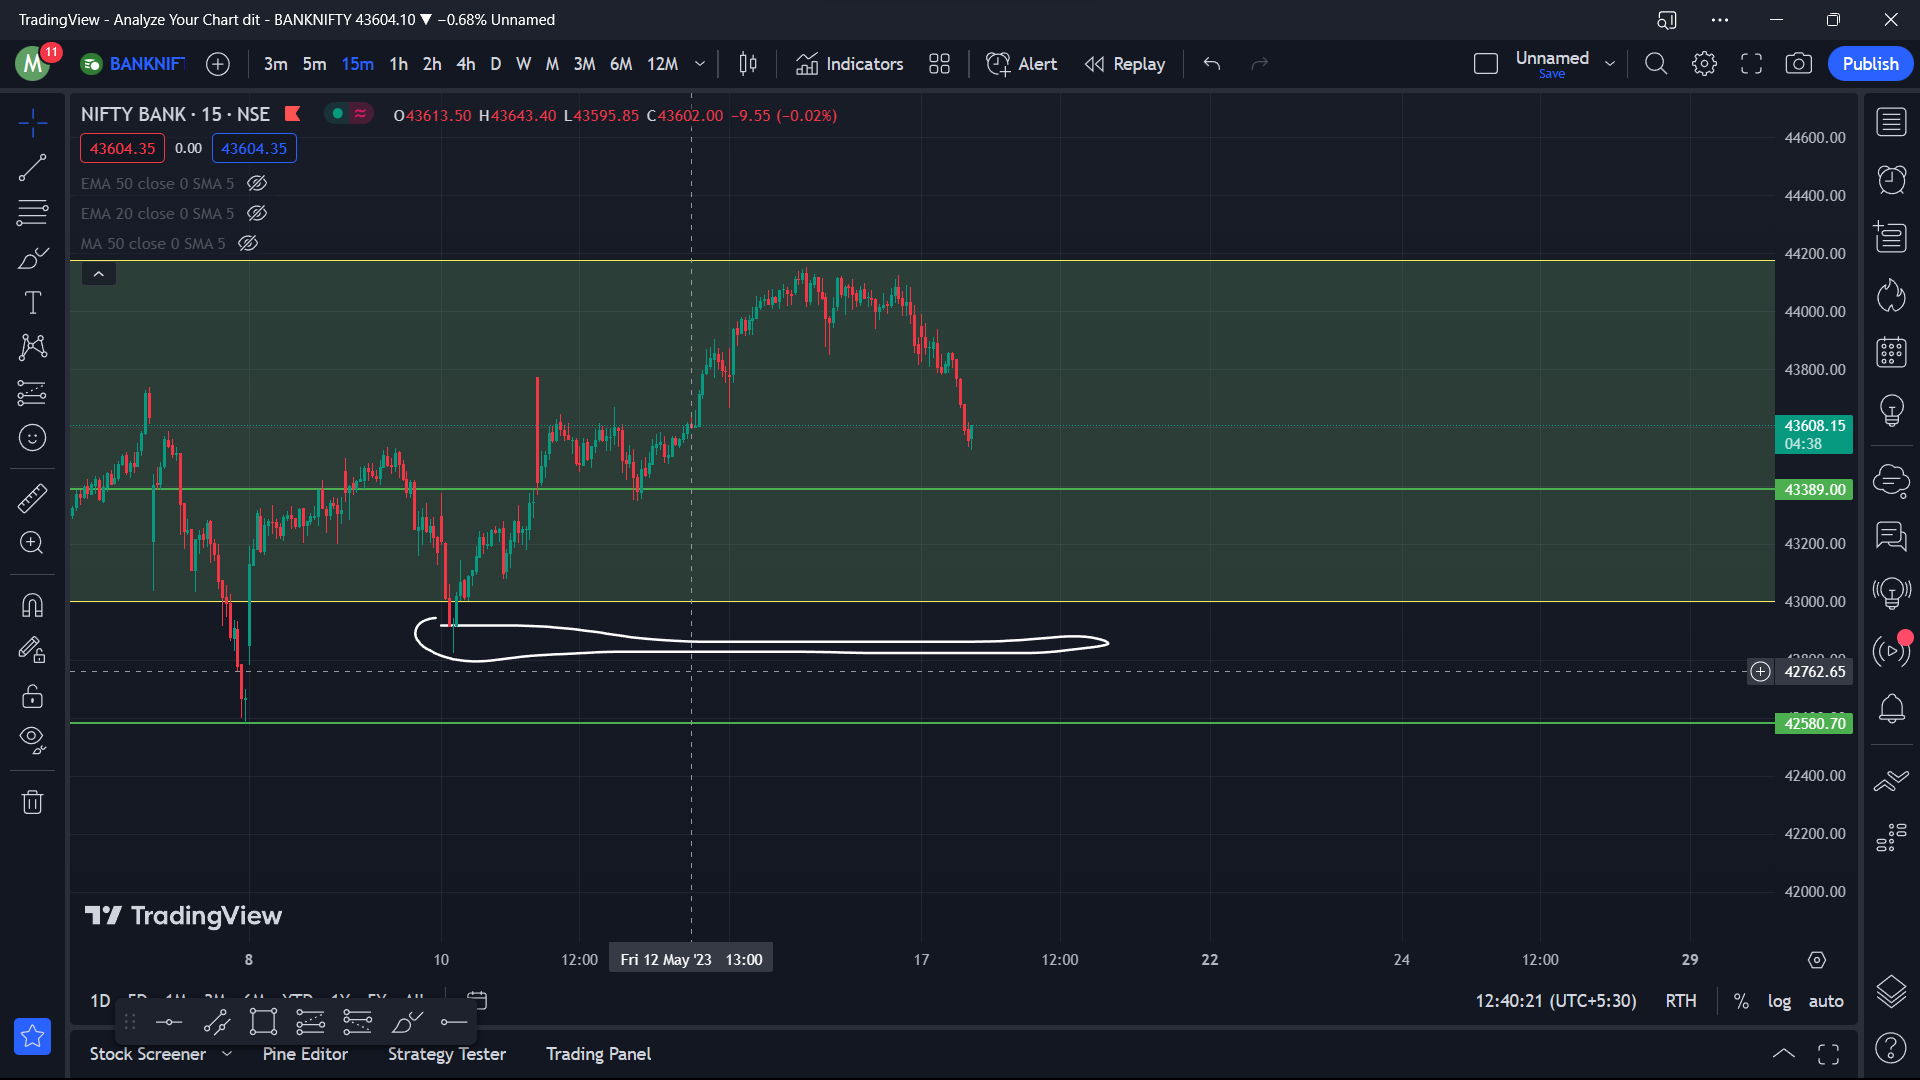 TradingView - Analyze Your Chart dit - BANKNIFTY 43604.10 ▼ −0.68% Unnamed
M 11 BANKNIFT 3m 5m 15m 1h 2h 4h D W M 3M 6M 12M Indicators Alert Replay Unnamed Save Publish
NIFTY BANK · 15 · NSE O43613.50 H43643.40 L43595.85 C43602.00 −9.55 (−0.02%)
43604.35 0.00 43604.35
EMA 50 close 0 SMA 5
EMA 20 close 0 SMA 5
MA 50 close 0 SMA 5
44600.00
44400.00
44200.00
44000.00
43800.00
43608.15
04:38
43389.00
43200.00
43000.00
42762.65
42580.70
42400.00
42200.00
42000.00
TradingView
8 10 12:00 Fri 12 May '23 13:00 17 12:00 22 24 12:00 29
1D 12:40:21 (UTC+5:30) RTH % log auto
Stock Screener Pine Editor Strategy Tester Trading Panel